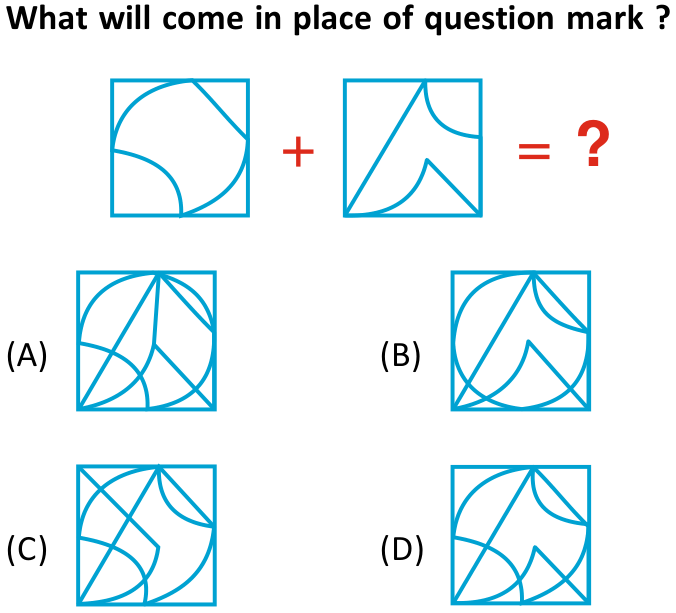 What will come in place of question mark ?
+ = ?
(A) (B)
(C) (D)